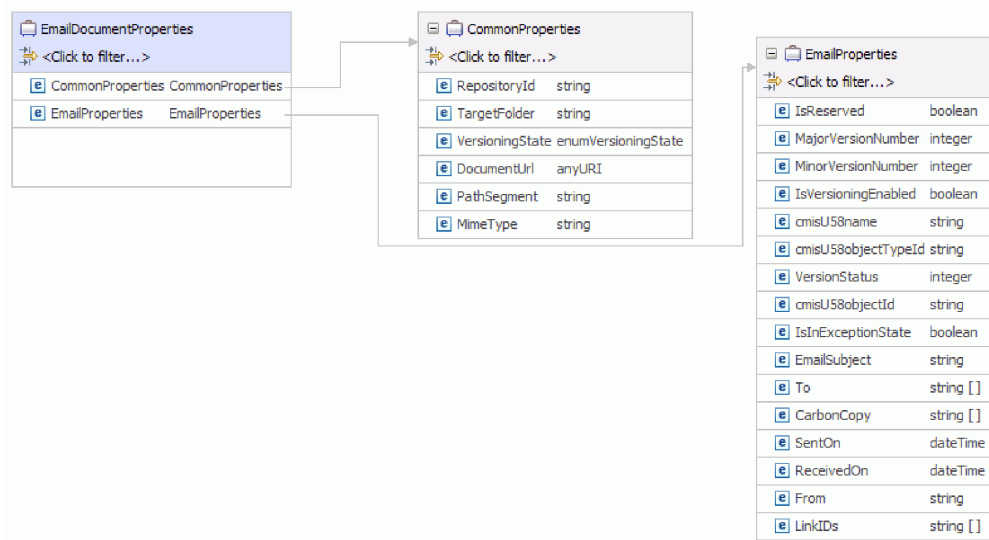 EmailDocumentProperties
<Click to filter...>
CommonProperties CommonProperties
EmailProperties EmailProperties
CommonProperties
<Click to filter...>
RepositoryId string
TargetFolder string
VersioningState enumVersioningState
DocumentUrl anyURI
PathSegment string
MimeType string
EmailProperties
<Click to filter...>
IsReserved boolean
MajorVersionNumber integer
MinorVersionNumber integer
IsVersioningEnabled boolean
cmisU58name string
cmisU58objectTypeId string
VersionStatus integer
cmisU58objectId string
IsInExceptionState boolean
EmailSubject string
To string []
CarbonCopy string []
SentOn dateTime
ReceivedOn dateTime
From string
LinkIDs string []